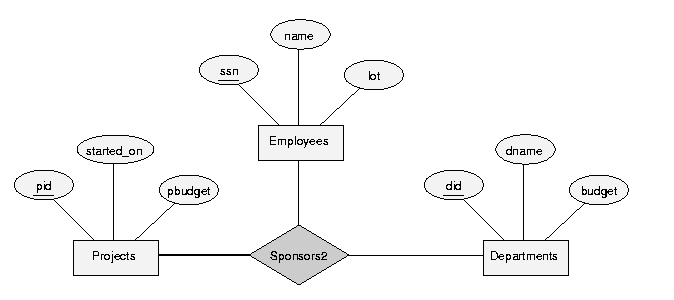 name
ssn
lot
Employees
started_on
dname
pid
pbudget
did
budget
Projects
Sponsors2
Departments